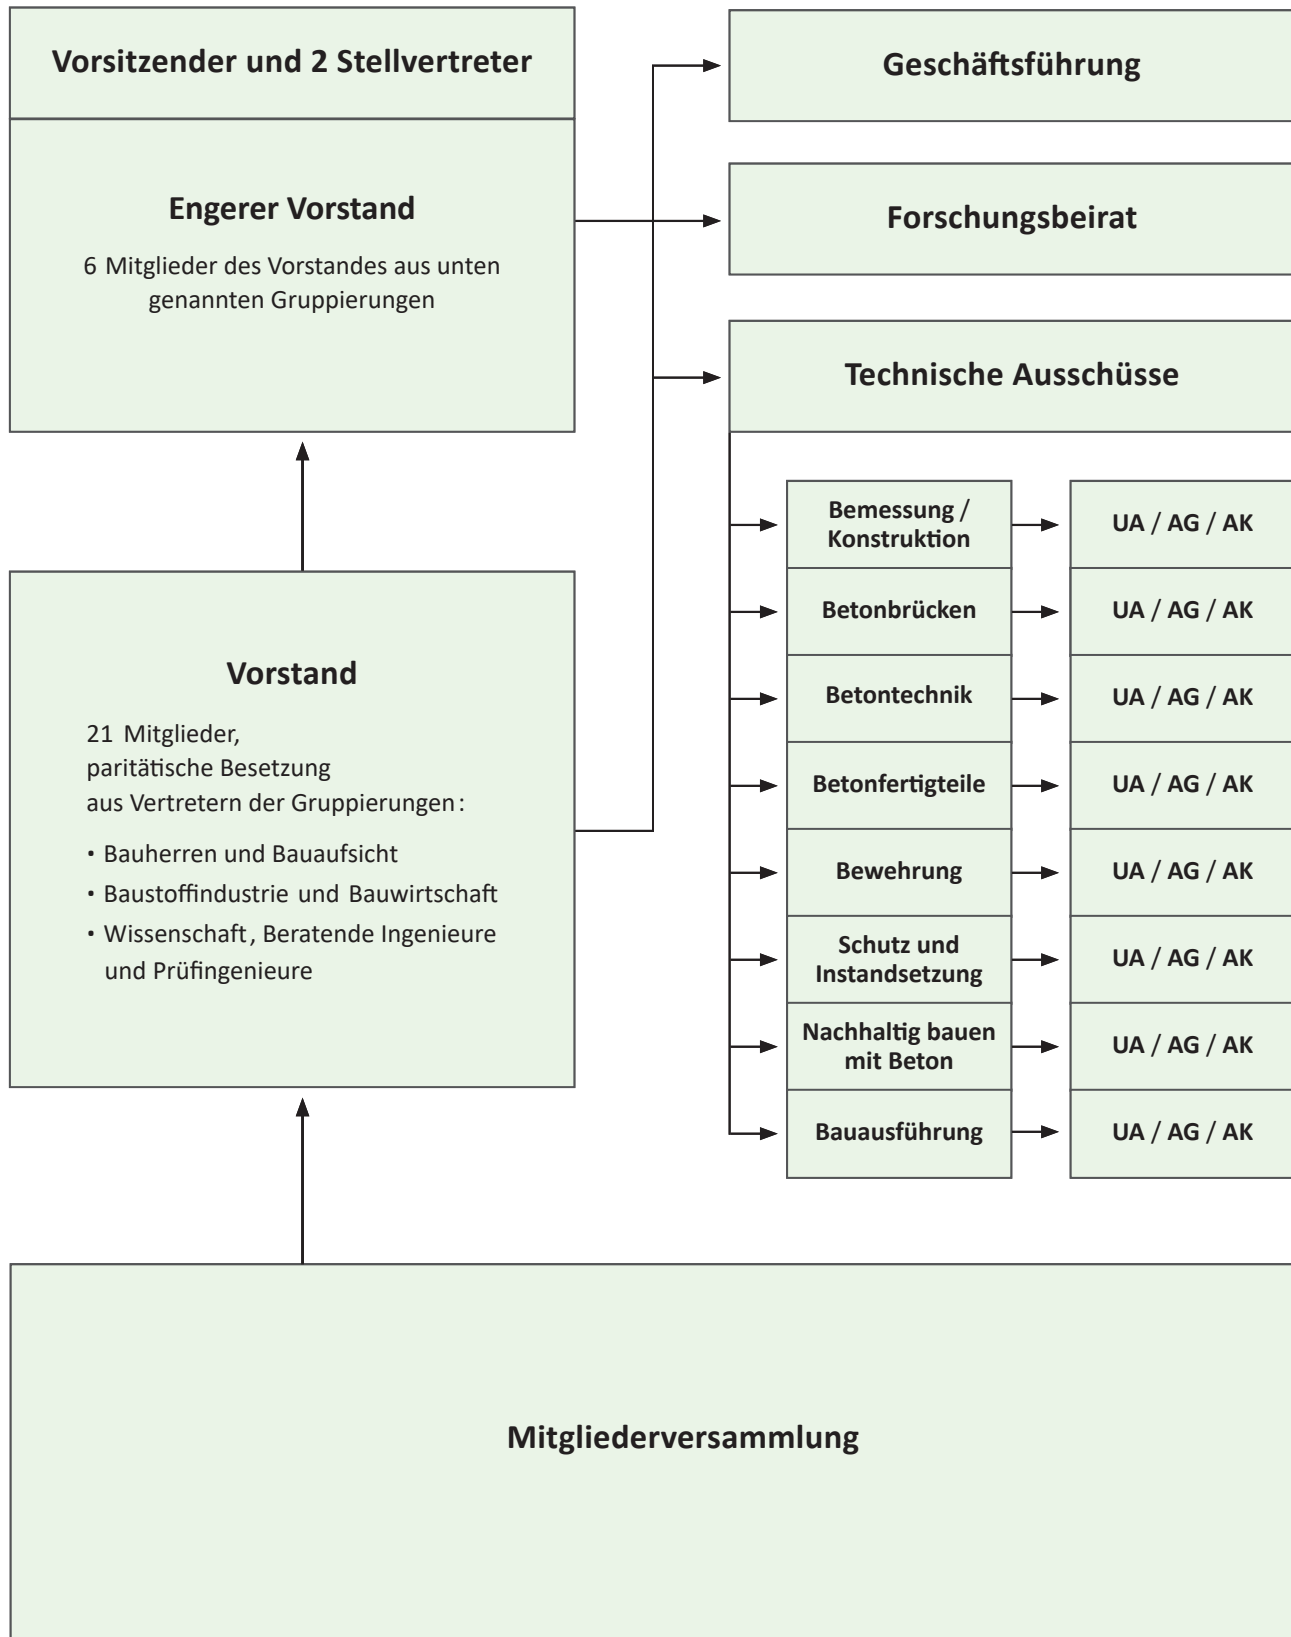 Vorsitzender und 2 Stellvertreter
Engerer Vorstand
6 Mitglieder des Vorstandes aus unten
genannten Gruppierungen
Vorstand
21 Mitglieder,
paritätische Besetzung
aus Vertretern der Gruppierungen:
• Bauherren und Bauaufsicht
• Baustoffindustrie und Bauwirtschaft
• Wissenschaft, Beratende Ingenieure
und Prüfingenieure
Geschäftsführung
Forschungsbeirat
Technische Ausschüsse
Bemessung /
Konstruktion
UA / AG / AK
Betonbrücken
UA / AG / AK
Betontechnik
UA / AG / AK
Betonfertigteile
UA / AG / AK
Bewehrung
UA / AG / AK
Schutz und
Instandsetzung
UA / AG / AK
Nachhaltig bauen
mit Beton
UA / AG / AK
Bauausführung
UA / AG / AK
Mitgliederversammlung